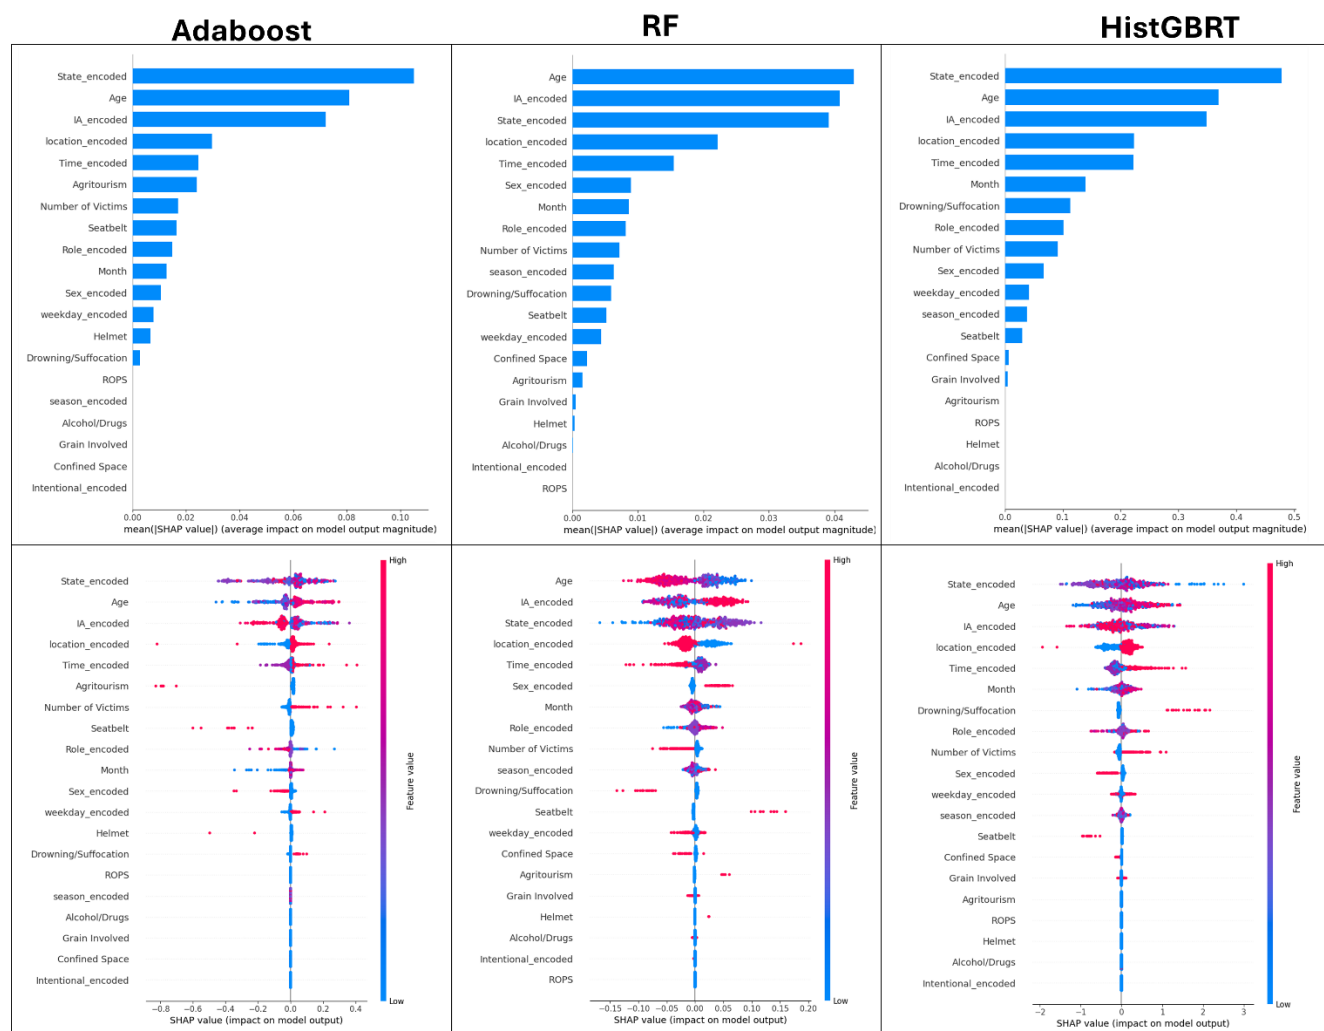 Adaboost
RF
HistGBRT
State_encoded
Age
IA_encoded
location_encoded
Time_encoded
Agritourism
Number of Victims
Seatbelt
Role_encoded
Month
Sex_encoded
weekday_encoded
Helmet
Drowning/Suffocation
ROPS
season_encoded
Alcohol/Drugs
Grain Involved
Confined Space
Intentional_encoded
0.00 0.02 0.04 0.06 0.08 0.10
mean(|SHAP value|) (average impact on model output magnitude)
Age
IA_encoded
State_encoded
location_encoded
Time_encoded
Sex_encoded
Month
Role_encoded
Number of Victims
season_encoded
Drowning/Suffocation
Seatbelt
weekday_encoded
Confined Space
Agritourism
Grain Involved
Helmet
Alcohol/Drugs
Intentional_encoded
ROPS
0.00 0.01 0.02 0.03 0.04
mean(|SHAP value|) (average impact on model output magnitude)
State_encoded
Age
IA_encoded
location_encoded
Time_encoded
Month
Drowning/Suffocation
Role_encoded
Number of Victims
Sex_encoded
weekday_encoded
season_encoded
Seatbelt
Confined Space
Grain Involved
Agritourism
ROPS
Helmet
Alcohol/Drugs
Intentional_encoded
0.0 0.1 0.2 0.3 0.4 0.5
mean(|SHAP value|) (average impact on model output magnitude)
High
State_encoded
Age
IA_encoded
location_encoded
Time_encoded
Agritourism
Number of Victims
Seatbelt
Role_encoded
Month
Sex_encoded
weekday_encoded
Helmet
Drowning/Suffocation
ROPS
season_encoded
Alcohol/Drugs
Grain Involved
Confined Space
Intentional_encoded
Feature value
Low
−0.8 −0.6 −0.4 −0.2 0.0 0.2 0.4
SHAP value (impact on model output)
High
Age
IA_encoded
State_encoded
location_encoded
Time_encoded
Sex_encoded
Month
Role_encoded
Number of Victims
season_encoded
Drowning/Suffocation
Seatbelt
weekday_encoded
Confined Space
Agritourism
Grain Involved
Helmet
Alcohol/Drugs
Intentional_encoded
ROPS
Feature value
Low
−0.15 −0.10 −0.05 0.00 0.05 0.10 0.15 0.20
SHAP value (impact on model output)
High
State_encoded
Age
IA_encoded
location_encoded
Time_encoded
Month
Drowning/Suffocation
Role_encoded
Number of Victims
Sex_encoded
weekday_encoded
season_encoded
Seatbelt
Confined Space
Grain Involved
Agritourism
ROPS
Helmet
Alcohol/Drugs
Intentional_encoded
Feature value
Low
−2 −1 0 1 2 3
SHAP value (impact on model output)